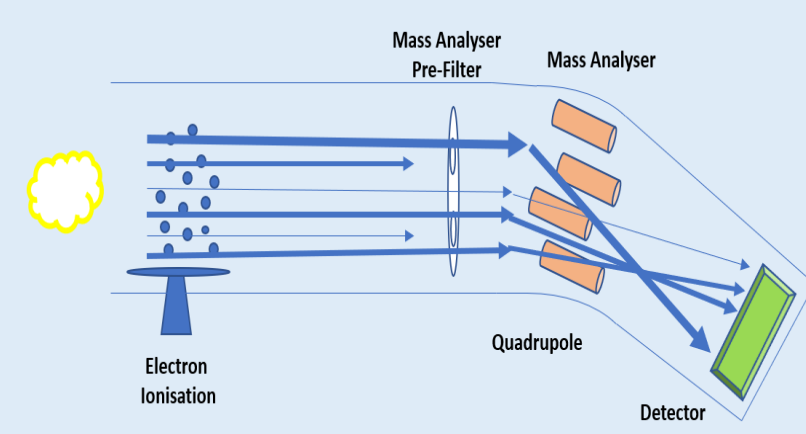 Mass Analyser
Pre-Filter
Mass Analyser
Quadrupole
Electron
Ionisation
Detector